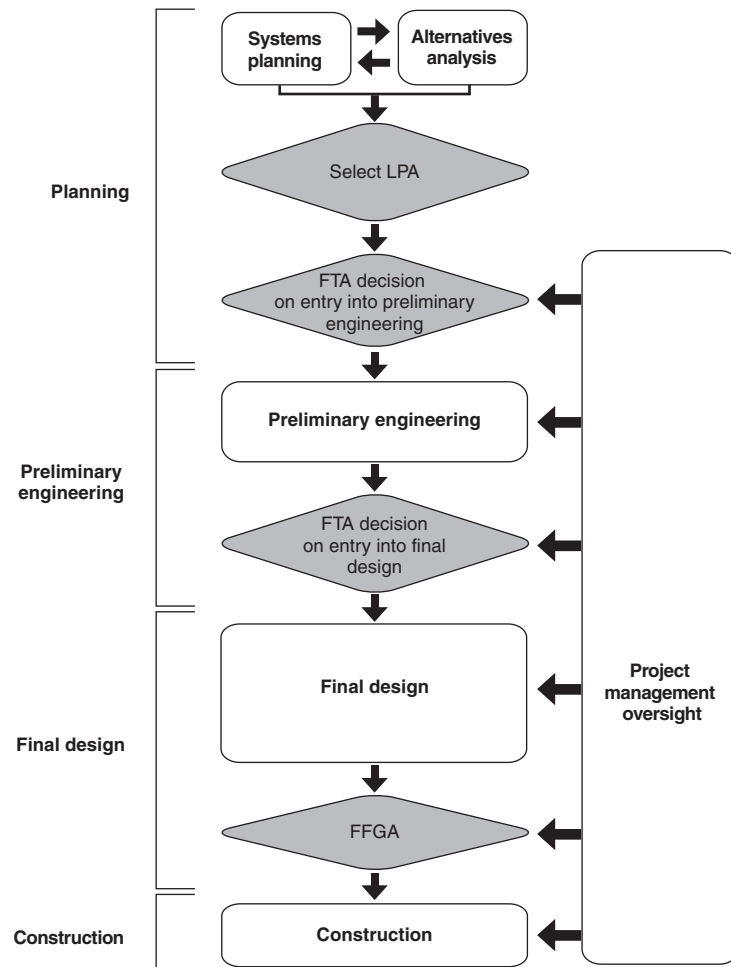 Systems
planning
Alternatives
analysis
Select LPA
Planning
FTA decision
on entry into preliminary
engineering
Preliminary engineering
Preliminary
engineering
FTA decision
on entry into final
design
Final design
Project
management
oversight
Final design
FFGA
Construction
Construction